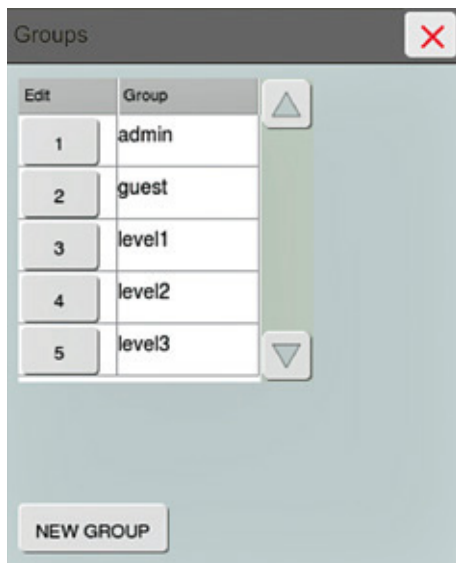 Groups
Edit Group
1 admin
2 guest
3 level1
4 level2
5 level3
NEW GROUP